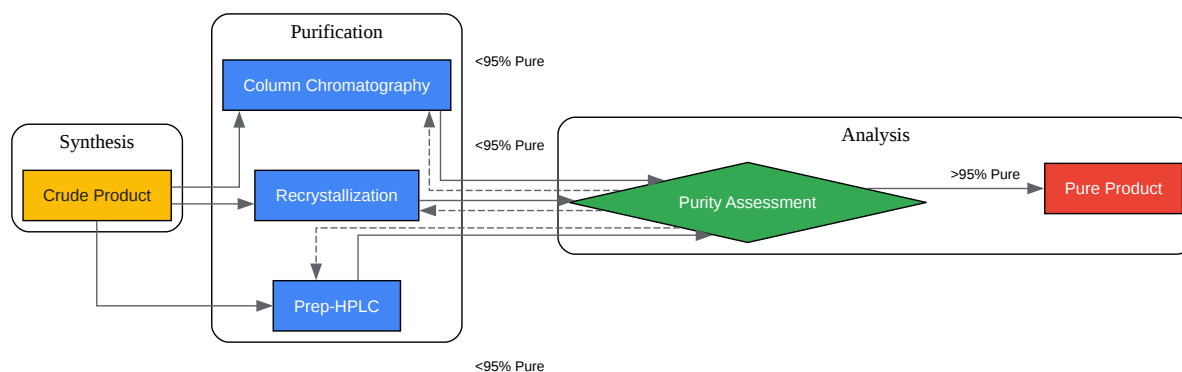 Purification
<95% Pure
Column Chromatography
Synthesis
<95% Pure
Analysis
Crude Product
Recrystallization
Purity Assessment
>95% Pure
Pure Product
Prep-HPLC
<95% Pure